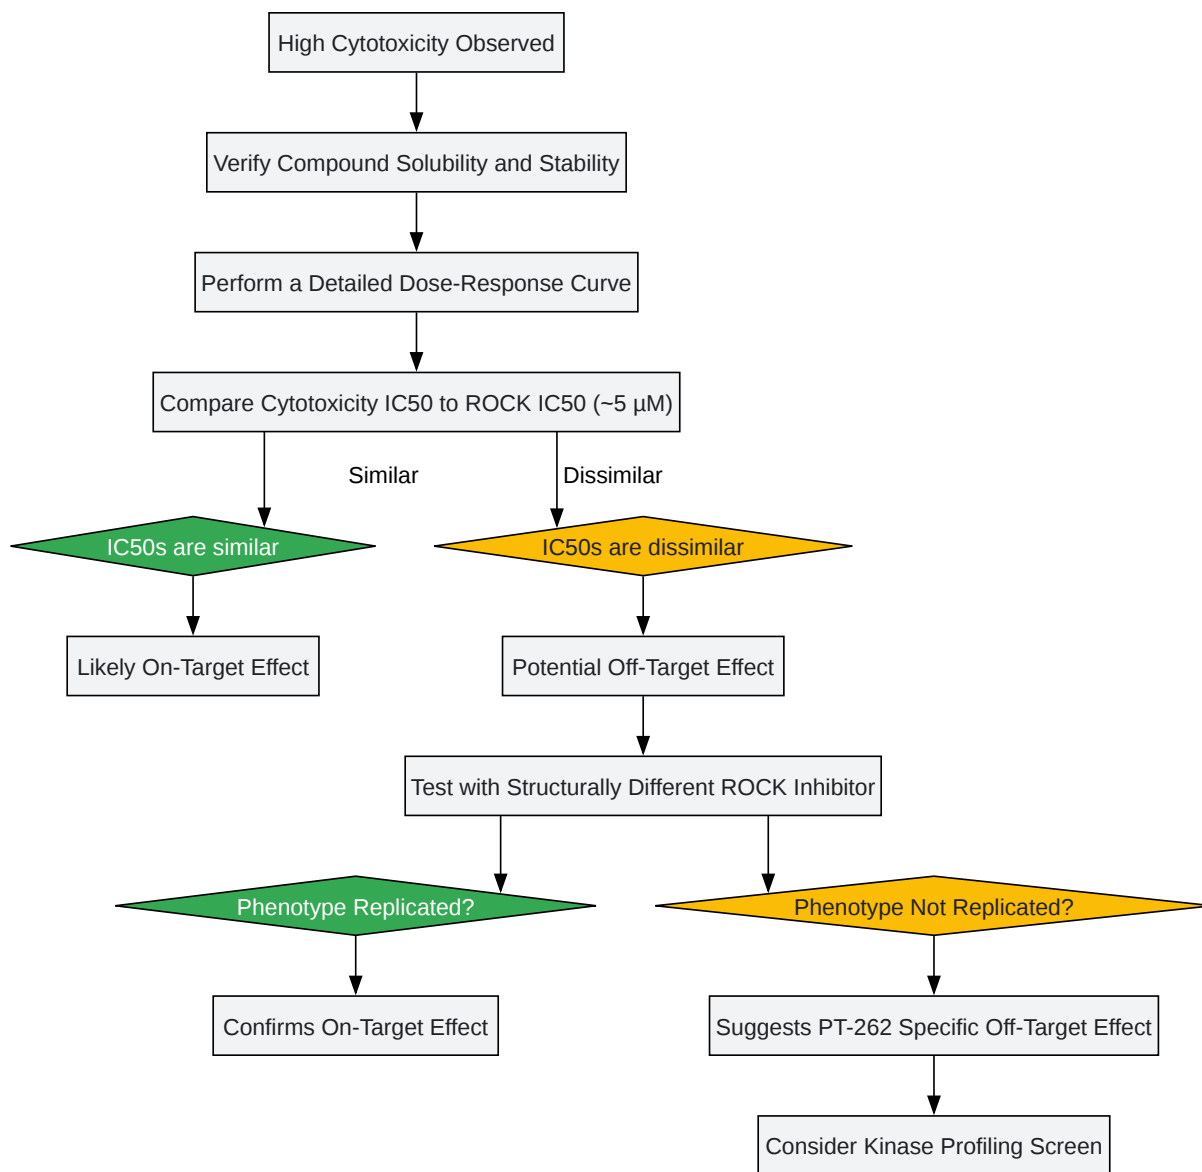 High Cytotoxicity Observed
Verify Compound Solubility and Stability
Perform a Detailed Dose-Response Curve
Compare Cytotoxicity IC50 to ROCK IC50 (~5 µM)
Similar
Dissimilar
IC50s are similar
IC50s are dissimilar
Likely On-Target Effect
Potential Off-Target Effect
Test with Structurally Different ROCK Inhibitor
Phenotype Replicated?
Phenotype Not Replicated?
Confirms On-Target Effect
Suggests PT-262 Specific Off-Target Effect
Consider Kinase Profiling Screen